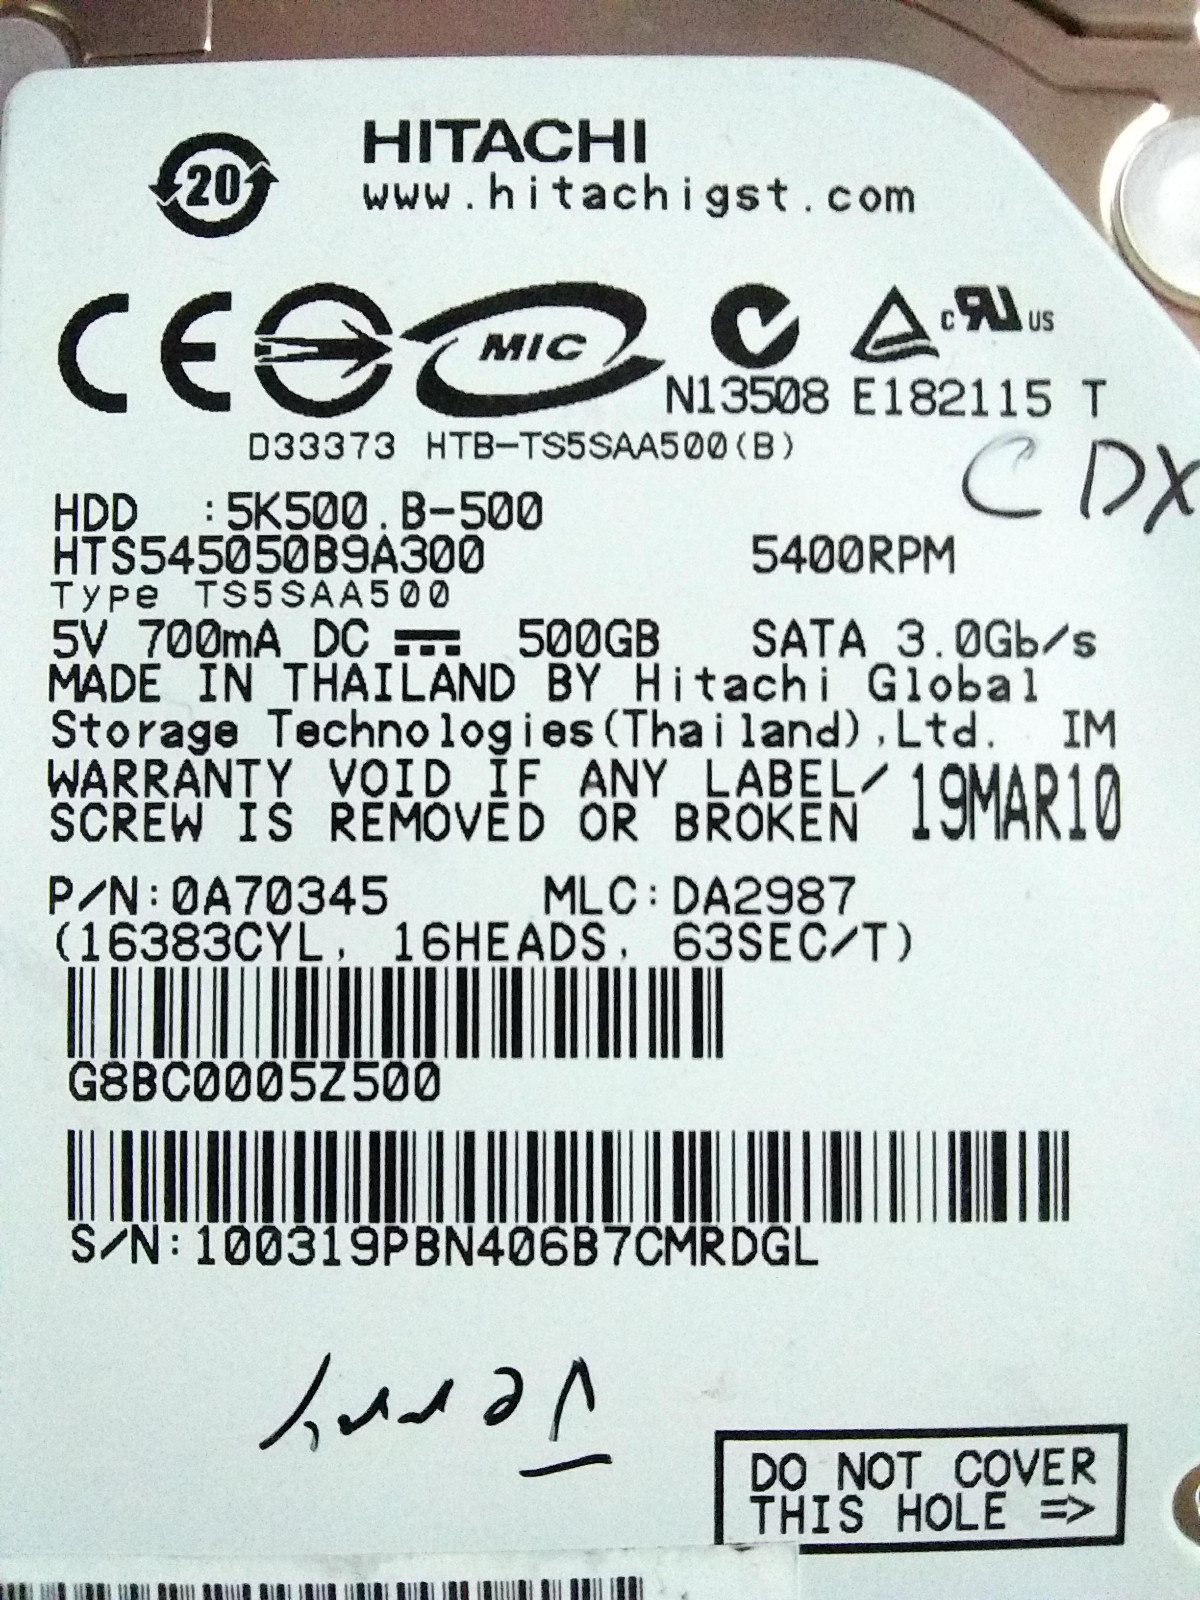 20
HITACHI
www.hitachigst.com
CE MIC c RU US
N13508 E182115 T
D33373 HTB-TS5SAA500(B)
CDX
HDD :5K500.B-500
HTS545050B9A300 5400RPM
Type TS5SAA500
5V 700mA DC 500GB SATA 3.0Gb/s
MADE IN THAILAND BY Hitachi Global
Storage Technologies(Thailand),Ltd. IM
WARRANTY VOID IF ANY LABEL/ 19MAR10
SCREW IS REMOVED OR BROKEN
P/N:0A70345 MLC:DA2987
(16383CYL, 16HEADS, 63SEC/T)
G8BC0005Z500
S/N:100319PBN406B7CMRDGL
DO NOT COVER
THIS HOLE =>